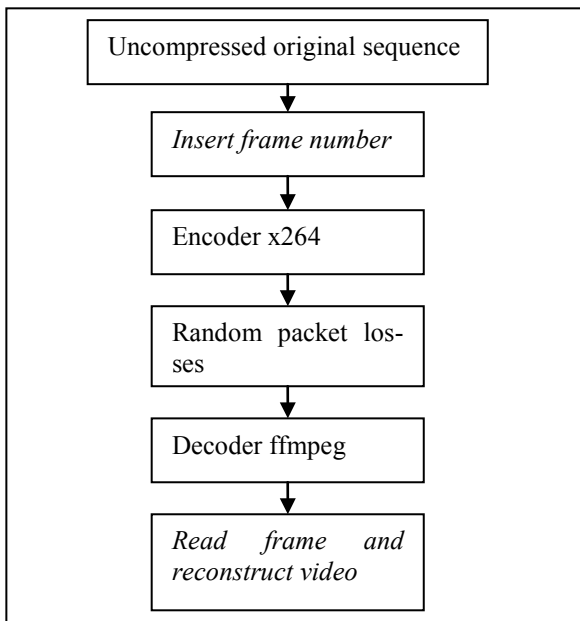 Uncompressed original sequence
Insert frame number
Encoder x264
Random packet los-
ses
Decoder ffmpeg
Read frame and
reconstruct video